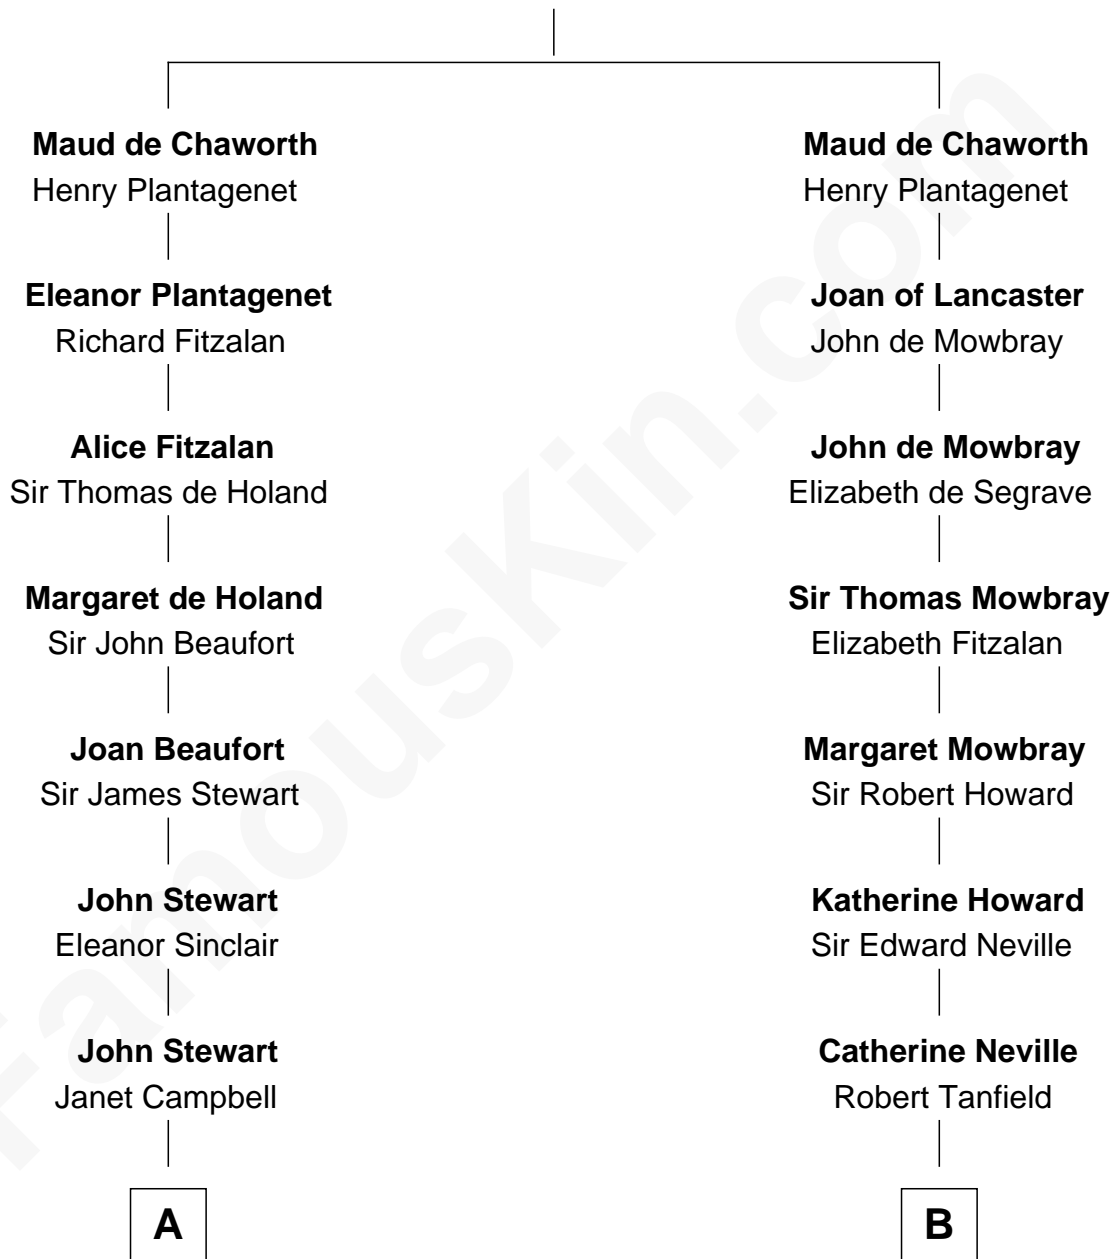 Maud de Chaworth
Henry Plantagenet
Eleanor Plantagenet
Richard Fitzalan
Alice Fitzalan
Sir Thomas de Holand
Margaret de Holand
Sir John Beaufort
Joan Beaufort
Sir James Stewart
John Stewart
Eleanor Sinclair
John Stewart
Janet Campbell
A
Maud de Chaworth
Henry Plantagenet
Joan of Lancaster
John de Mowbray
John de Mowbray
Elizabeth de Segrave
Sir Thomas Mowbray
Elizabeth Fitzalan
Margaret Mowbray
Sir Robert Howard
Katherine Howard
Sir Edward Neville
Catherine Neville
Robert Tanfield
B
FamousKin.com